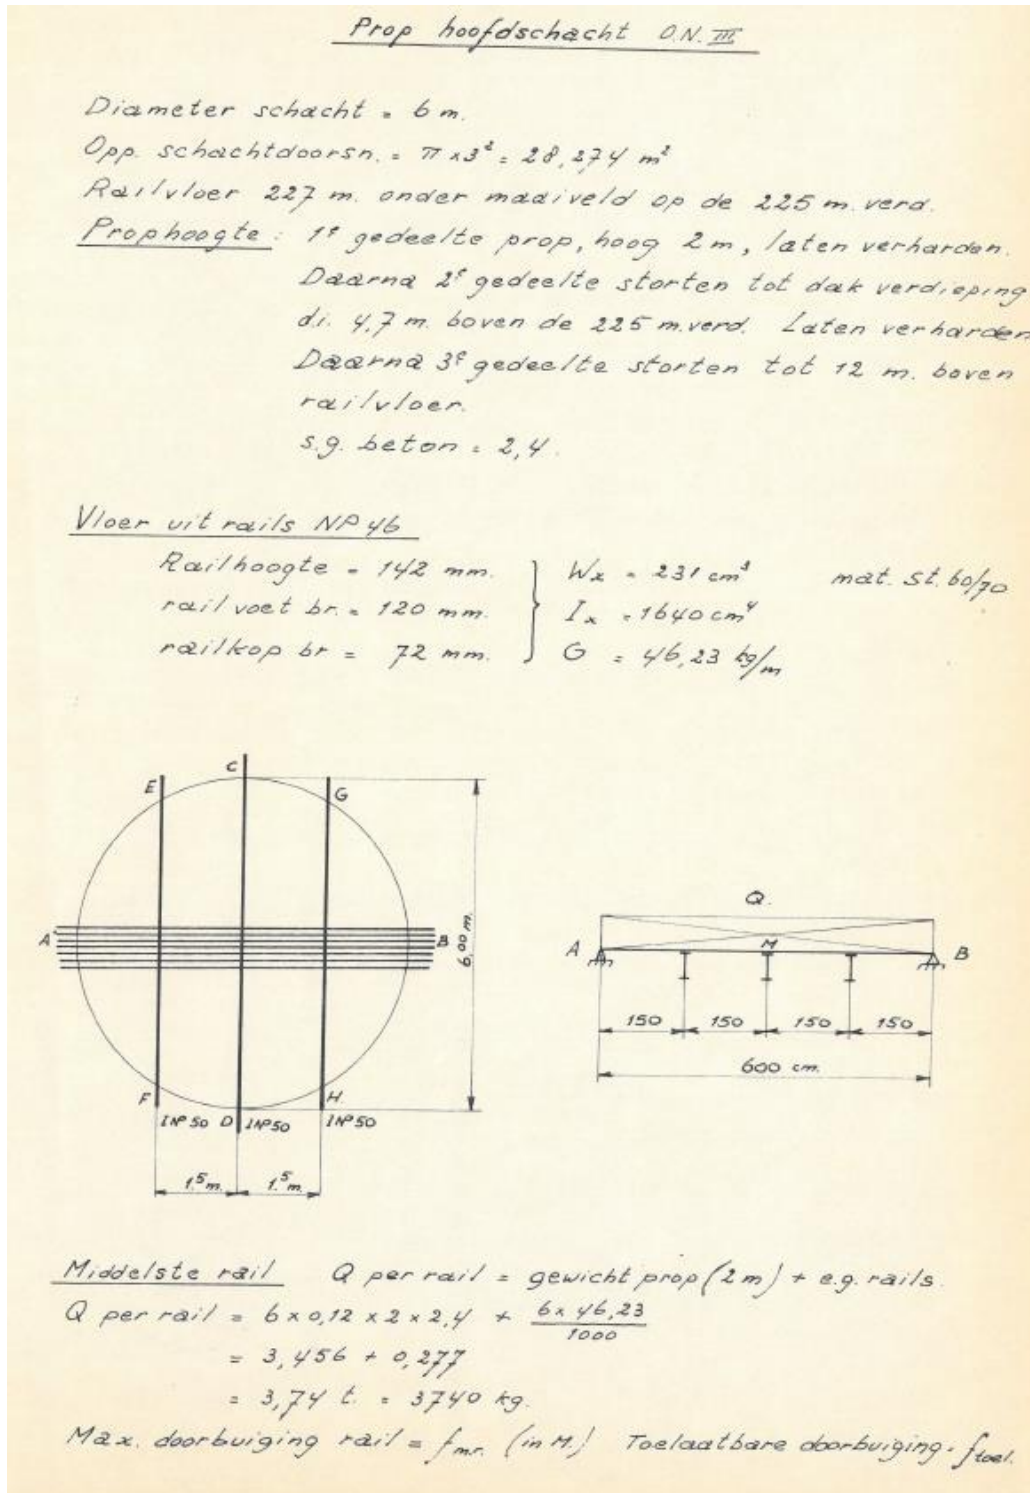 Prop hoofdschacht O.N. III
Diameter schacht = 6 m.
Opp. schachtdoorsn. = π x 3² = 28,274 m²
Railvloer 227 m. onder maaiveld op de 225 m. verd.
Prophoogte: 1e gedeelte prop, hoog 2 m, laten verharden.
Daarna 2e gedeelte storten tot dak verdieping
d.i. 4,7 m. boven de 225 m. verd. Laten verharden
Daarna 3e gedeelte storten tot 12 m. boven
railvloer.
s.g. beton = 2,4.
Vloer uit rails NP 46
Railhoogte = 142 mm. } Wx = 231 cm³ mat. St. 60/70
railvoet br. = 120 mm. Ix = 1640 cm⁴
railkop br = 72 mm. G = 46,23 kg/m
C
E
G
A
B
6,00 m.
F
H
INP 50 D INP 50 INP 50
1.5 m. 1.5 m.
Q.
A M B
150 150 150 150
600 cm.
Middelste rail Q per rail = gewicht prop (2 m) + e.g. rails.
Q per rail = 6 x 0,12 x 2 x 2,4 + 6 x 46,23 / 1000
= 3,456 + 0,277
= 3,74 t. = 3740 kg.
Max. doorbuiging rail = f m.r. (in M.) Toelaatbare doorbuiging = f toel.